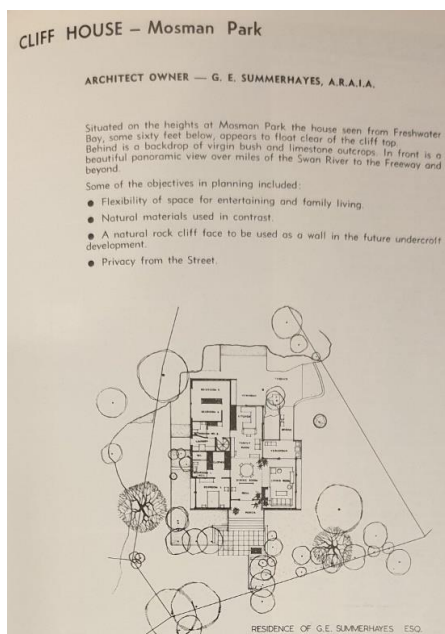 CLIFF HOUSE – Mosman Park
ARCHITECT OWNER — G. E. SUMMERHAYES, A.R.A.I.A.
Situated on the heights at Mosman Park the house seen from Freshwater
Bay, some sixty feet below, appears to float clear of the cliff top.
Behind is a backdrop of virgin bush and limestone outcrops. In front is a
beautiful panoramic view over miles of the Swan River to the Freeway and
beyond.
Some of the objectives in planning included:
● Flexibility of space for entertaining and family living.
● Natural materials used in contrast.
● A natural rock cliff face to be used as a wall in the future undercroft
development.
● Privacy from the Street.
RESIDENCE OF G.E. SUMMERHAYES ESQ.